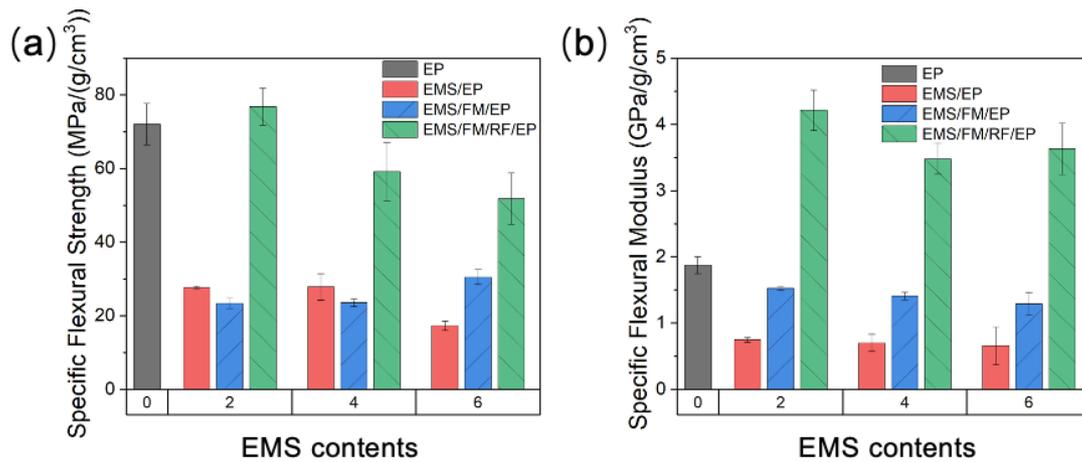 (a)
Specific Flexural Strength (MPa/(g/cm³))
80
60
40
20
0
EP
EMS/EP
EMS/FM/EP
EMS/FM/RF/EP
0 2 4 6
EMS contents
(b)
Specific Flexural Modulus (GPa/g/cm³)
5
4
3
2
1
0
EP
EMS/EP
EMS/FM/EP
EMS/FM/RF/EP
0 2 4 6
EMS contents